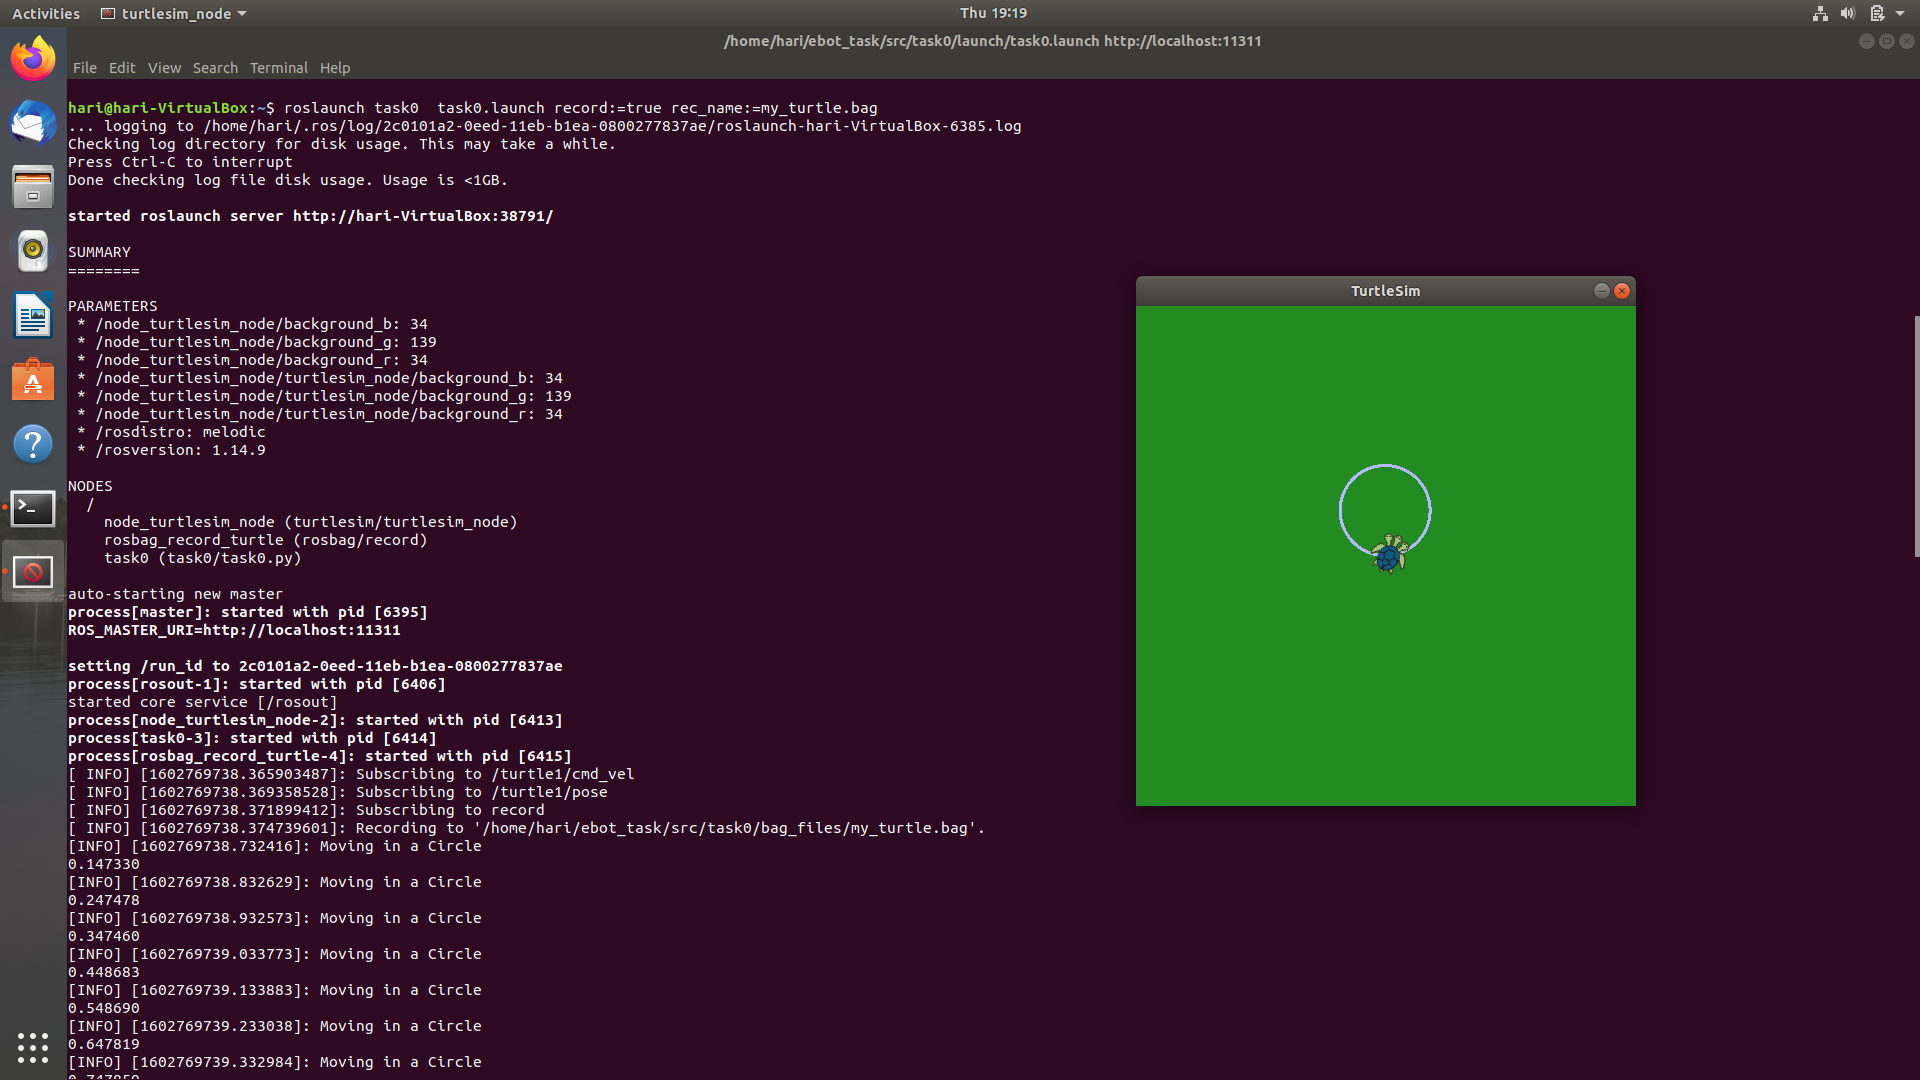 Activities turtlesim_node Thu 19:19
/home/hari/ebot_task/src/task0/launch/task0.launch http://localhost:11311
File Edit View Search Terminal Help
hari@hari-VirtualBox:~$ roslaunch task0  task0.launch record:=true rec_name:=my_turtle.bag
... logging to /home/hari/.ros/log/2c0101a2-0eed-11eb-b1ea-0800277837ae/roslaunch-hari-VirtualBox-6385.log
Checking log directory for disk usage. This may take a while.
Press Ctrl-C to interrupt
Done checking log file disk usage. Usage is <1GB.
started roslaunch server http://hari-VirtualBox:38791/
SUMMARY
========
PARAMETERS
 * /node_turtlesim_node/background_b: 34
 * /node_turtlesim_node/background_g: 139
 * /node_turtlesim_node/background_r: 34
 * /node_turtlesim_node/turtlesim_node/background_b: 34
 * /node_turtlesim_node/turtlesim_node/background_g: 139
 * /node_turtlesim_node/turtlesim_node/background_r: 34
 * /rosdistro: melodic
 * /rosversion: 1.14.9
NODES
  /
    node_turtlesim_node (turtlesim/turtlesim_node)
    rosbag_record_turtle (rosbag/record)
    task0 (task0/task0.py)
auto-starting new master
process[master]: started with pid [6395]
ROS_MASTER_URI=http://localhost:11311
setting /run_id to 2c0101a2-0eed-11eb-b1ea-0800277837ae
process[rosout-1]: started with pid [6406]
started core service [/rosout]
process[node_turtlesim_node-2]: started with pid [6413]
process[task0-3]: started with pid [6414]
process[rosbag_record_turtle-4]: started with pid [6415]
[ INFO] [1602769738.365903487]: Subscribing to /turtle1/cmd_vel
[ INFO] [1602769738.369358528]: Subscribing to /turtle1/pose
[ INFO] [1602769738.371899412]: Subscribing to record
[ INFO] [1602769738.374739601]: Recording to '/home/hari/ebot_task/src/task0/bag_files/my_turtle.bag'.
[INFO] [1602769738.732416]: Moving in a Circle
0.147330
[INFO] [1602769738.832629]: Moving in a Circle
0.247478
[INFO] [1602769738.932573]: Moving in a Circle
0.347460
[INFO] [1602769739.033773]: Moving in a Circle
0.448683
[INFO] [1602769739.133883]: Moving in a Circle
0.548690
[INFO] [1602769739.233038]: Moving in a Circle
0.647819
[INFO] [1602769739.332984]: Moving in a Circle
TurtleSim